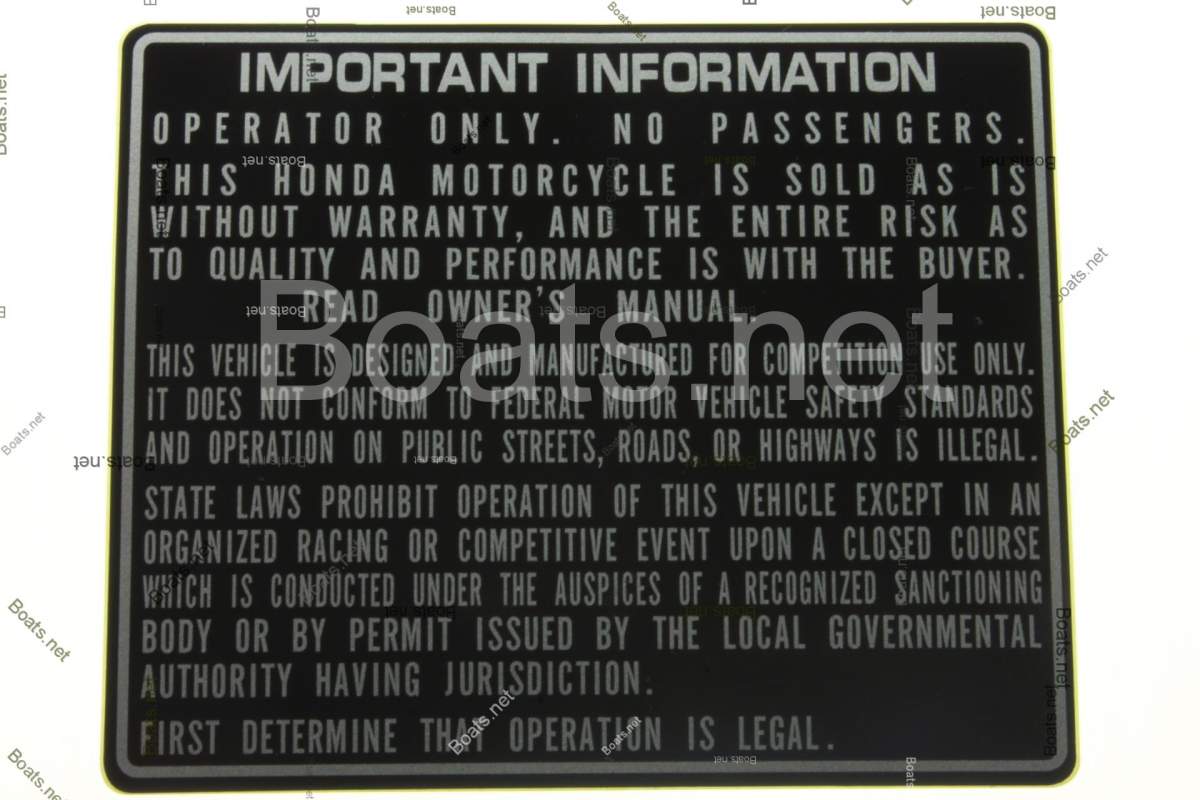 IMPORTANT INFORMATION
OPERATOR ONLY. NO PASSENGERS.
THIS HONDA MOTORCYCLE IS SOLD AS IS
WITHOUT WARRANTY, AND THE ENTIRE RISK AS
TO QUALITY AND PERFORMANCE IS WITH THE BUYER.
READ OWNER'S MANUAL.
Boats.net
THIS VEHICLE IS DESIGNED AND MANUFACTURED FOR COMPETITION USE ONLY.
IT DOES NOT CONFORM TO FEDERAL MOTOR VEHICLE SAFETY STANDARDS
AND OPERATION ON PUBLIC STREETS, ROADS, OR HIGHWAYS IS ILLEGAL.
STATE LAWS PROHIBIT OPERATION OF THIS VEHICLE EXCEPT IN AN
ORGANIZED RACING OR COMPETITIVE EVENT UPON A CLOSED COURSE
WHICH IS CONDUCTED UNDER THE AUSPICES OF A RECOGNIZED SANCTIONING
BODY OR BY PERMIT ISSUED BY THE LOCAL GOVERNMENTAL
AUTHORITY HAVING JURISDICTION.
FIRST DETERMINE THAT OPERATION IS LEGAL.